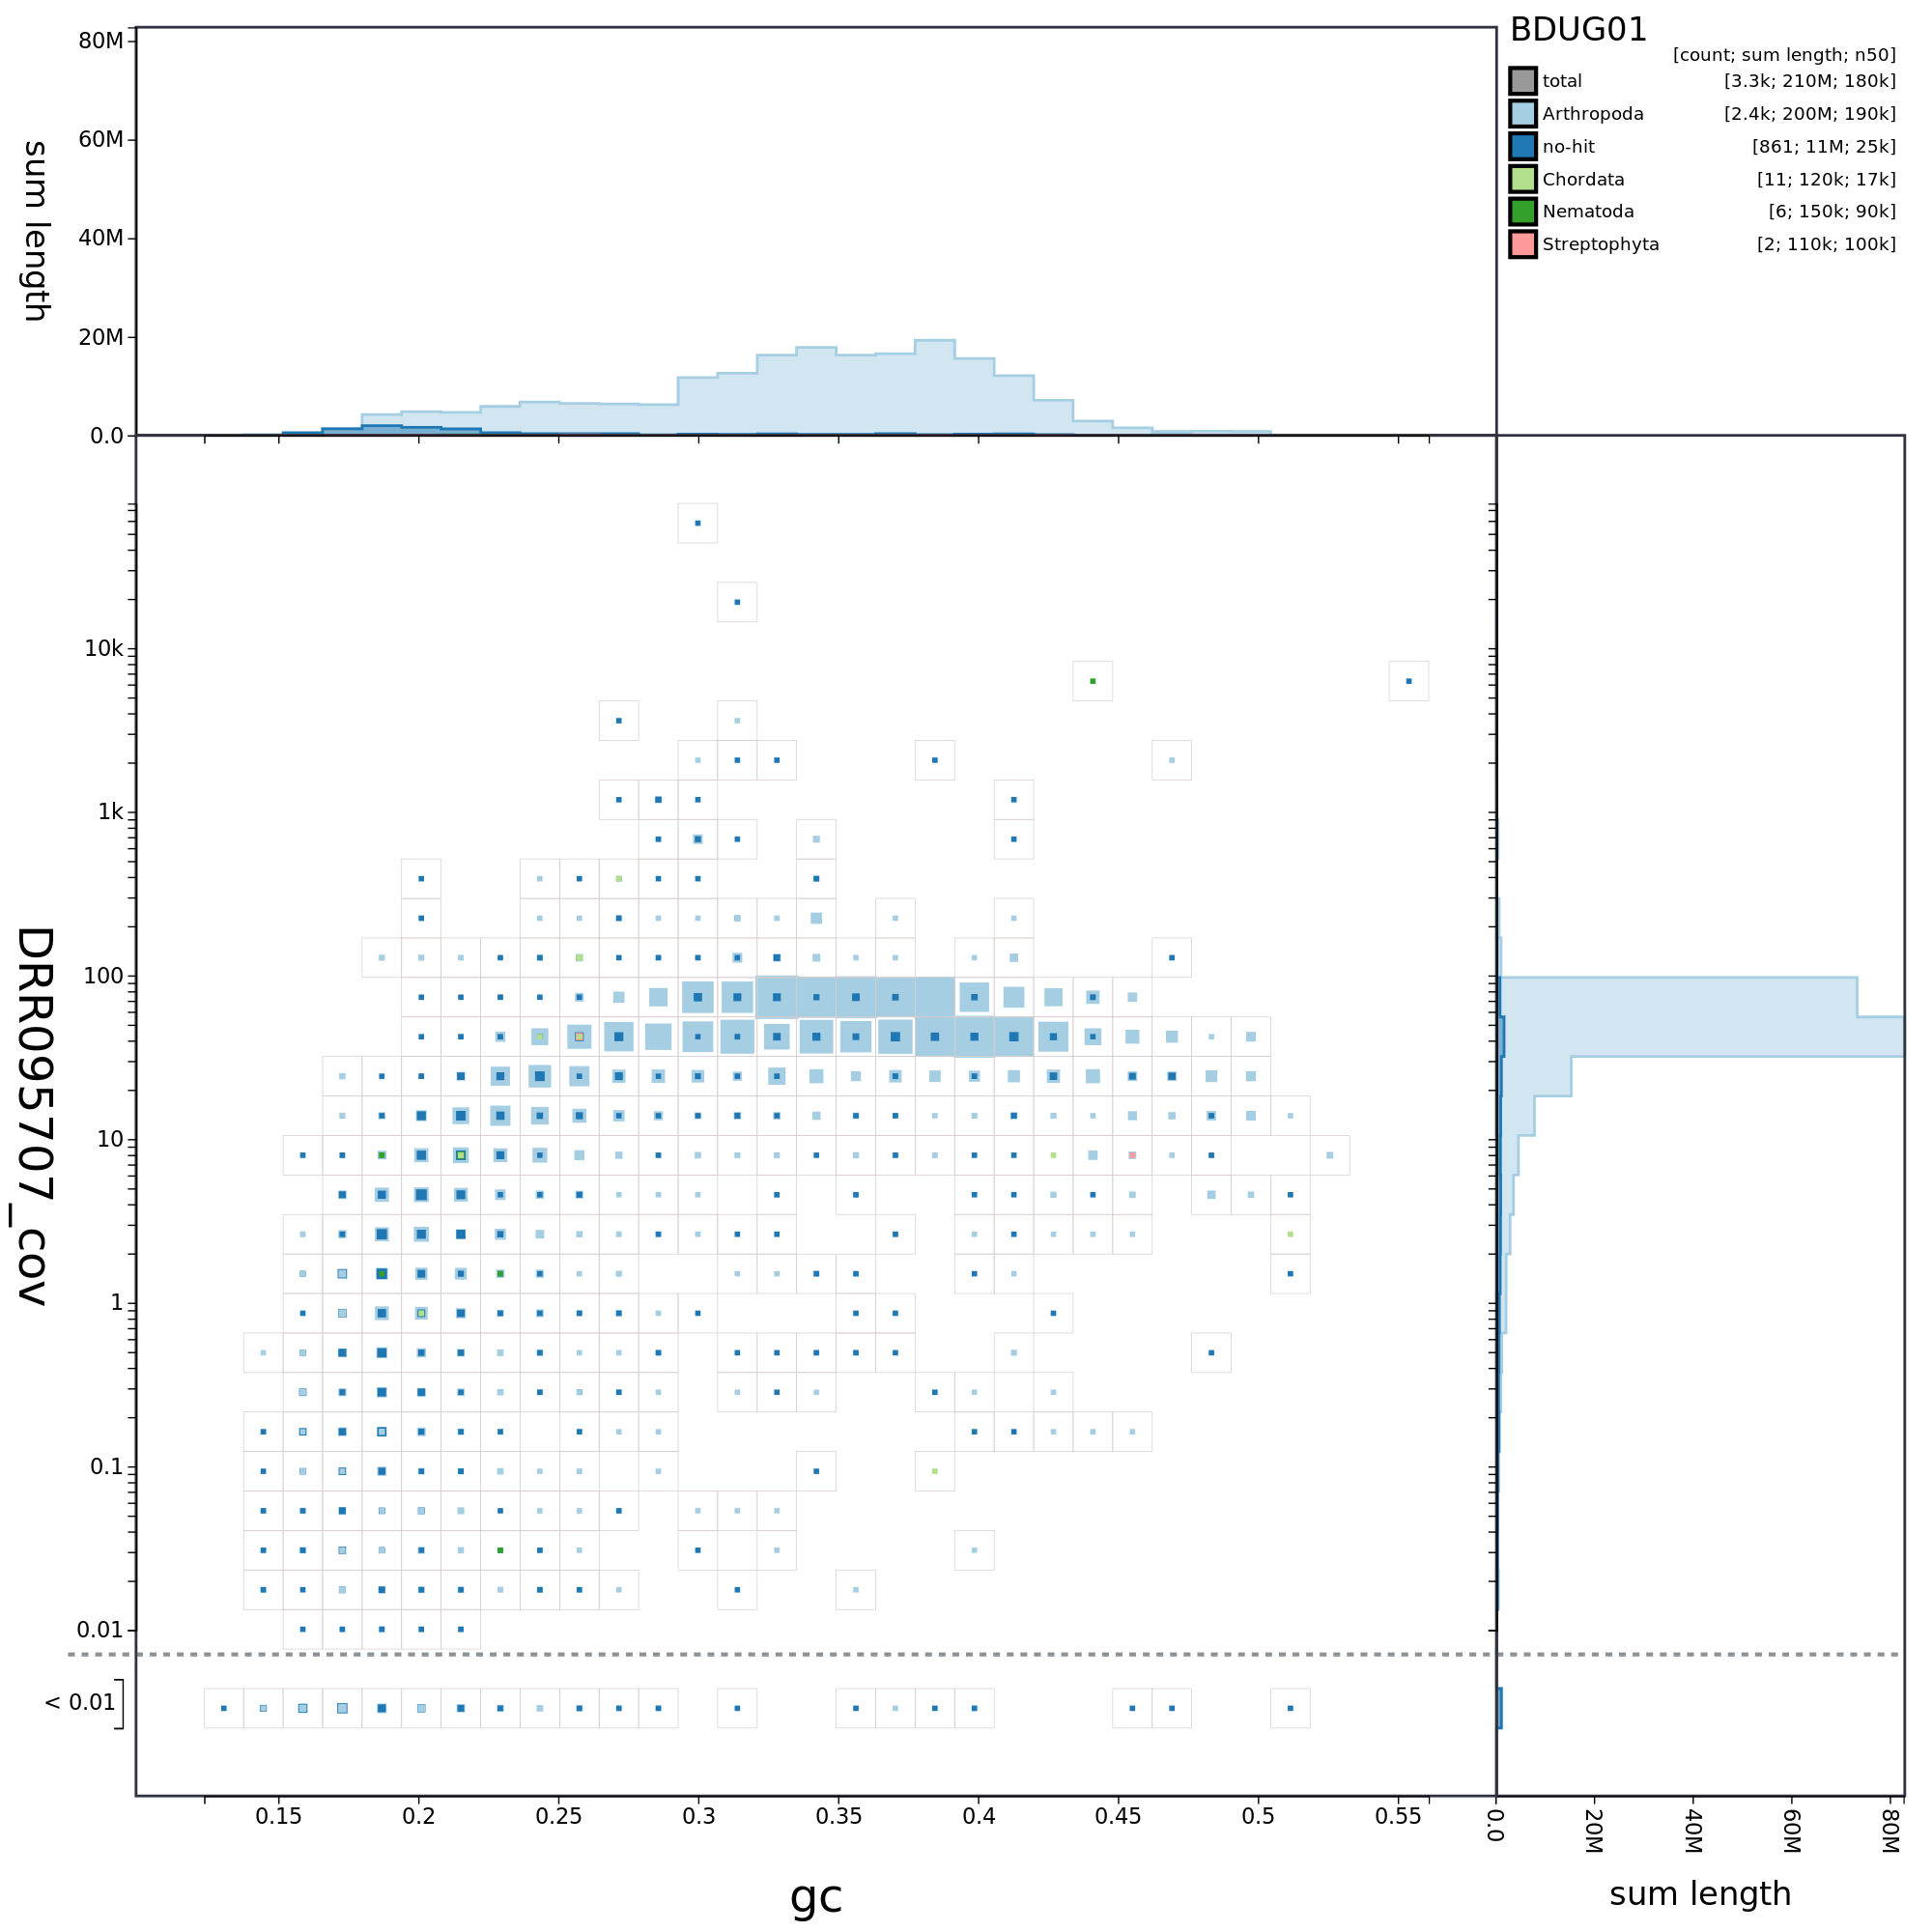 BDUG01
[count; sum length; n50]
total [3.3k; 210M; 180k]
Arthropoda [2.4k; 200M; 190k]
no-hit [861; 11M; 25k]
Chordata [11; 120k; 17k]
Nematoda [6; 150k; 90k]
Streptophyta [2; 110k; 100k]
sum length
80M
60M
40M
20M
0.0
DRR095707_cov
10k
1k
100
10
1
0.1
0.01
< 0.01
0.15 0.2 0.25 0.3 0.35 0.4 0.45 0.5 0.55
gc
0.0 20M 40M 60M 80M
sum length